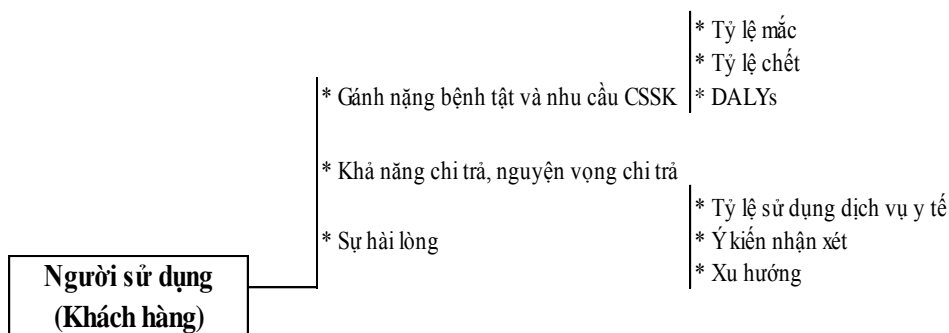 * Tỷ lệ mắc
* Tỷ lệ chết
* Gánh nặng bệnh tật và nhu cầu CSSK
* DALYs
* Khả năng chi trả, nguyện vọng chi trả
* Tỷ lệ sử dụng dịch vụ y tế
* Sự hài lòng
* Ý kiến nhận xét
* Xu hướng
Người sử dụng
(Khách hàng)